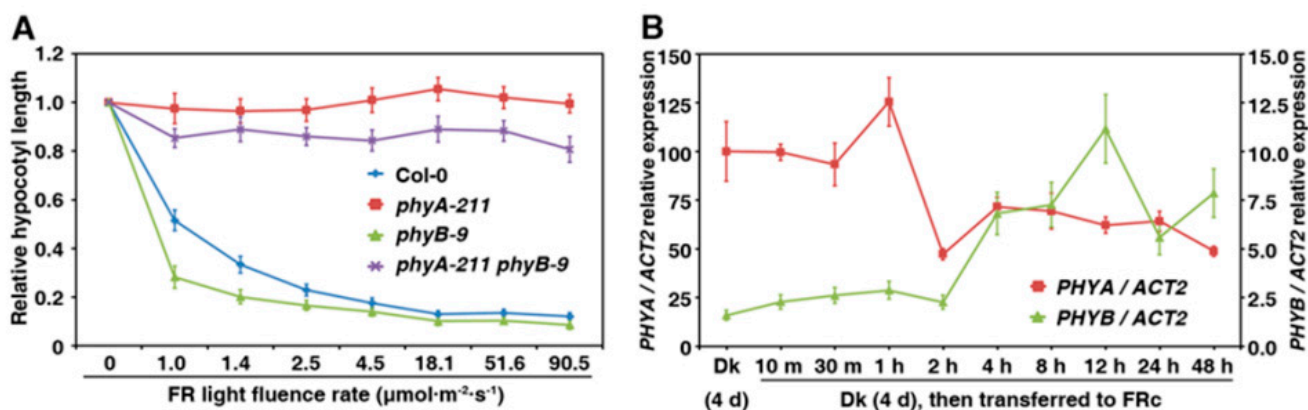 A
1.2
1.0
0.8
0.6
0.4
0.2
0
Relative hypocotyl length
Col-0
phyA-211
phyB-9
phyA-211 phyB-9
0 1.0 1.4 2.5 4.5 18.1 51.6 90.5
FR light fluence rate (μmol·m⁻²·s⁻¹)
B
150
125
100
75
50
25
0
PHYA / ACT2 relative expression
15.0
12.5
10.0
7.5
5.0
2.5
0.0
PHYB / ACT2 relative expression
PHYA / ACT2
PHYB / ACT2
Dk 10 m 30 m 1 h 2 h 4 h 8 h 12 h 24 h 48 h
(4 d) Dk (4 d), then transferred to FRc